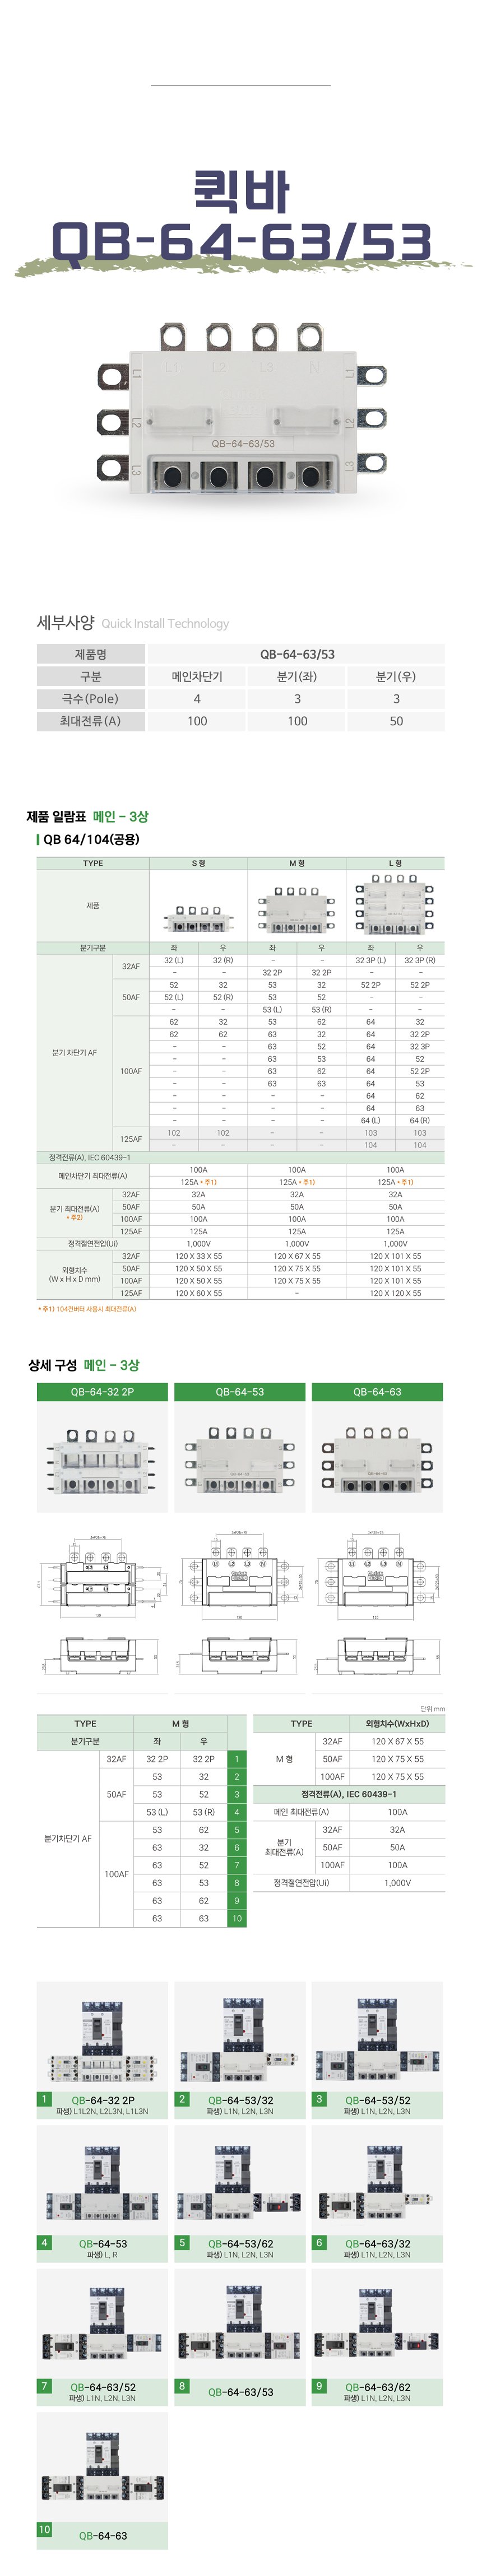 퀵바
QB-64-63/53
L1 L2 L3 N
L1 L1
L2 L2
L3 L3
QB-64-63/53
세부사양 Quick Install Technology
제품명 QB-64-63/53
구분 메인차단기 분기(좌) 분기(우)
극수(Pole) 4 3 3
최대전류(A) 100 100 50
제품 일람표 메인 - 3상
QB 64/104(공용)
TYPE S 형 M 형 L 형
제품
분기구분 좌 우 좌 우 좌 우
분기 차단기 AF
32AF 32 (L) 32 (R) - - 32 3P (L) 32 3P (R)
- - 32 2P 32 2P - -
50AF 52 32 53 32 52 2P 52 2P
52 (L) 52 (R) 53 52 - -
- - 53 (L) 53 (R) - -
100AF 62 32 53 62 64 32
62 62 63 32 64 32 2P
- - 63 52 64 32 3P
- - 63 53 64 52
- - 63 62 64 52 2P
- - 63 63 64 53
- - - - 64 62
- - - - 64 63
- - - - 64 (L) 64 (R)
125AF 102 102 - - 103 103
- - - - 104 104
정격전류(A), IEC 60439-1
메인차단기 최대전류(A) 100A 100A 100A
125A * 주1) 125A * 주1) 125A * 주1)
분기 최대전류(A)
* 주2)
32AF 32A 32A 32A
50AF 50A 50A 50A
100AF 100A 100A 100A
125AF 125A 125A 125A
정격절연전압(Ui) 1,000V 1,000V 1,000V
외형치수
(W x H x D mm)
32AF 120 X 33 X 55 120 X 67 X 55 120 X 101 X 55
50AF 120 X 50 X 55 120 X 75 X 55 120 X 101 X 55
100AF 120 X 50 X 55 120 X 75 X 55 120 X 101 X 55
125AF 120 X 60 X 55 - 120 X 120 X 55
* 주1) 104컨버터 사용시 최대전류(A)
상세 구성 메인 - 3상
QB-64-32 2P QB-64-53 QB-64-63
단위 mm
TYPE M 형
분기구분 좌 우
분기차단기 AF
32AF 32 2P 32 2P 1
50AF 53 32 2
53 52 3
53 (L) 53 (R) 4
100AF 53 62 5
63 32 6
63 52 7
63 53 8
63 62 9
63 63 10
TYPE 외형치수(WxHxD)
M 형
32AF 120 X 67 X 55
50AF 120 X 75 X 55
100AF 120 X 75 X 55
정격전류(A), IEC 60439-1
메인 최대전류(A) 100A
분기
최대전류(A)
32AF 32A
50AF 50A
100AF 100A
정격절연전압(Ui) 1,000V
1 QB-64-32 2P
파생) L1L2N, L2L3N, L1L3N
2 QB-64-53/32
파생) L1N, L2N, L3N
3 QB-64-53/52
파생) L1N, L2N, L3N
4 QB-64-53
파생) L, R
5 QB-64-53/62
파생) L1N, L2N, L3N
6 QB-64-63/32
파생) L1N, L2N, L3N
7 QB-64-63/52
파생) L1N, L2N, L3N
8 QB-64-63/53
9 QB-64-63/62
파생) L1N, L2N, L3N
10 QB-64-63